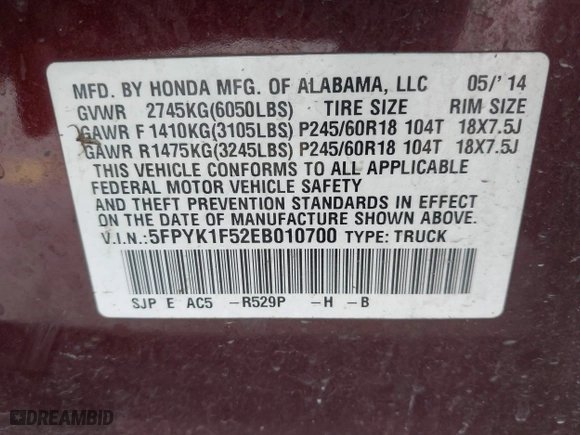 MFD. BY HONDA MFG. OF ALABAMA, LLC 05/'14
GVWR 2745KG(6050LBS) TIRE SIZE RIM SIZE
GAWR F 1410KG(3105LBS) P245/60R18 104T 18X7.5J
GAWR R1475KG(3245LBS) P245/60R18 104T 18X7.5J
THIS VEHICLE CONFORMS TO ALL APPLICABLE
FEDERAL MOTOR VEHICLE SAFETY
AND THEFT PREVENTION STANDARDS IN EFFECT
ON THE DATE OF MANUFACTURE SHOWN ABOVE.
V.I.N.:5FPYK1F52EB010700 TYPE: TRUCK
SJP E AC5 -R529P -H -B
DREAMBID